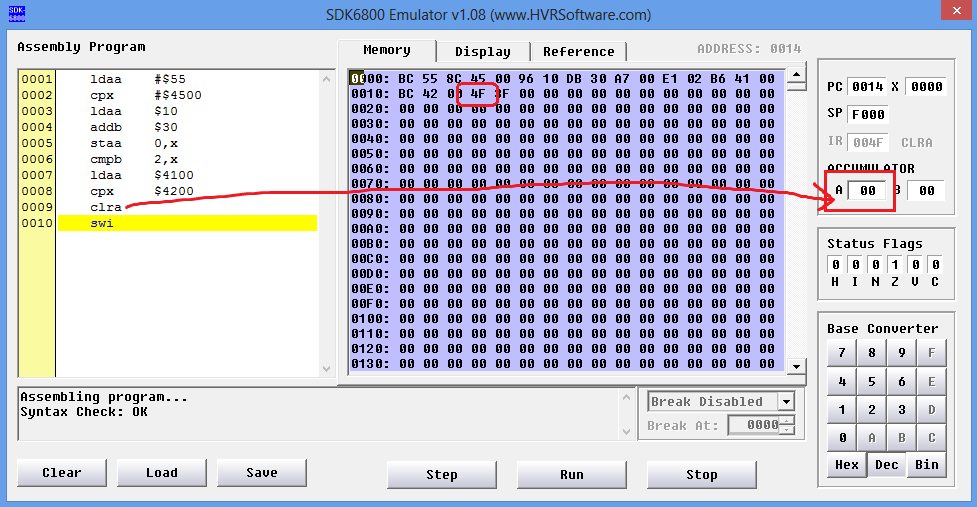 SDK-6800
SDK6800 Emulator v1.08 (www.HVRSoftware.com)
Assembly Program
0001 ldaa #$55
0002 cpx #$4500
0003 ldaa $10
0004 addb $30
0005 staa 0,x
0006 cmpb 2,x
0007 ldaa $4100
0008 cpx $4200
0009 clra
0010 swi
Memory Display Reference
ADDRESS: 0014
0000: BC 55 8C 45 00 96 10 DB 30 A7 00 E1 02 B6 41 00
0010: BC 42 00 4F 3F 00 00 00 00 00 00 00 00 00 00 00
0020: 00 00 00 00 00 00 00 00 00 00 00 00 00 00 00 00
0030: 00 00 00 00 00 00 00 00 00 00 00 00 00 00 00 00
0040: 00 00 00 00 00 00 00 00 00 00 00 00 00 00 00 00
0050: 00 00 00 00 00 00 00 00 00 00 00 00 00 00 00 00
0060: 00 00 00 00 00 00 00 00 00 00 00 00 00 00 00 00
0070: 00 00 00 00 00 00 00 00 00 00 00 00 00 00 00 00
0080: 00 00 00 00 00 00 00 00 00 00 00 00 00 00 00 00
0090: 00 00 00 00 00 00 00 00 00 00 00 00 00 00 00 00
00A0: 00 00 00 00 00 00 00 00 00 00 00 00 00 00 00 00
00B0: 00 00 00 00 00 00 00 00 00 00 00 00 00 00 00 00
00C0: 00 00 00 00 00 00 00 00 00 00 00 00 00 00 00 00
00D0: 00 00 00 00 00 00 00 00 00 00 00 00 00 00 00 00
00E0: 00 00 00 00 00 00 00 00 00 00 00 00 00 00 00 00
00F0: 00 00 00 00 00 00 00 00 00 00 00 00 00 00 00 00
0100: 00 00 00 00 00 00 00 00 00 00 00 00 00 00 00 00
0110: 00 00 00 00 00 00 00 00 00 00 00 00 00 00 00 00
0120: 00 00 00 00 00 00 00 00 00 00 00 00 00 00 00 00
0130: 00 00 00 00 00 00 00 00 00 00 00 00 00 00 00 00
PC 0014 X 0000
SP F000
IR 004F CLRA
ACCUMULATOR
A 00 B 00
Status Flags
0 0 0 1 0 0
H I N Z V C
Base Converter
7 8 9 F
4 5 6 E
1 2 3 D
0 A B C
Hex Dec Bin
Assembling program...
Syntax Check: OK
Break Disabled
Break At: 0000
Clear Load Save Step Run Stop